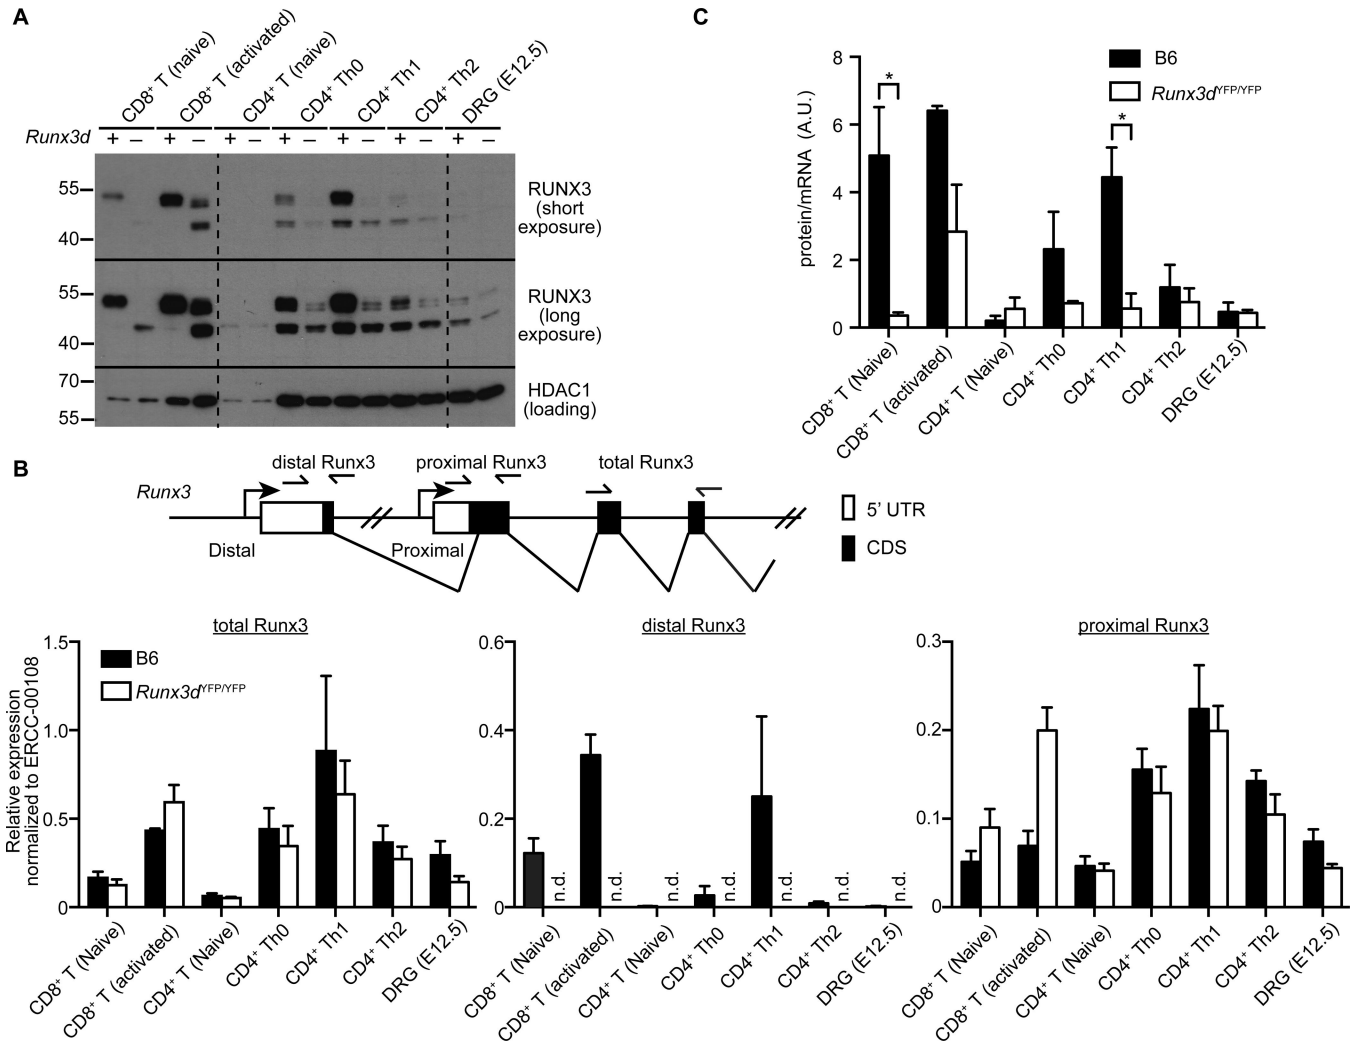 A
CD8+ T (naive)
CD8+ T (activated)
CD4+ T (naive)
CD4+ Th0
CD4+ Th1
CD4+ Th2
DRG (E12.5)
Runx3d + – + – + – + – + – + – + –
55
40
RUNX3
(short
exposure)
55
40
RUNX3
(long
exposure)
70
55
HDAC1
(loading)
C
protein/mRNA (A.U.)
8
6
4
2
0
B6
Runx3dYFP/YFP
*
*
CD8+ T (Naive)
CD8+ T (activated)
CD4+ T (Naive)
CD4+ Th0
CD4+ Th1
CD4+ Th2
DRG (E12.5)
B
distal Runx3
proximal Runx3
total Runx3
Runx3
Distal
Proximal
5' UTR
CDS
total Runx3
Relative expression
normalized to ERCC-00108
1.5
1.0
0.5
0
B6
Runx3dYFP/YFP
CD8+ T (Naive)
CD8+ T (activated)
CD4+ T (Naive)
CD4+ Th0
CD4+ Th1
CD4+ Th2
DRG (E12.5)
distal Runx3
0.6
0.4
0.2
0
n.d.
n.d.
n.d.
n.d.
n.d.
n.d.
n.d.
CD8+ T (Naive)
CD8+ T (activated)
CD4+ T (Naive)
CD4+ Th0
CD4+ Th1
CD4+ Th2
DRG (E12.5)
proximal Runx3
0.3
0.2
0.1
0
CD8+ T (Naive)
CD8+ T (activated)
CD4+ T (Naive)
CD4+ Th0
CD4+ Th1
CD4+ Th2
DRG (E12.5)